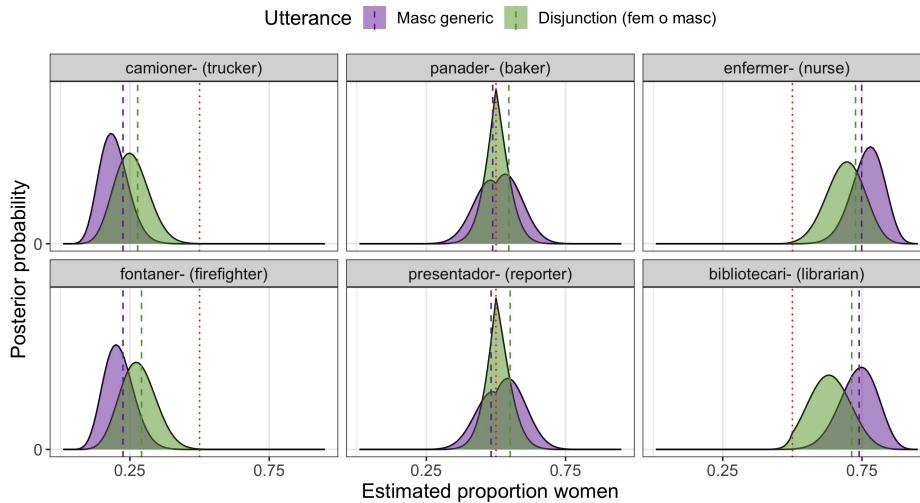 Utterance Masc generic Disjunction (fem o masc)
camioner- (trucker) panader- (baker) enfermer- (nurse)
0
fontaner- (firefighter) presentador- (reporter) bibliotecari- (librarian)
0
0.25 0.75 0.25 0.75 0.25 0.75
Estimated proportion women
Posterior probability